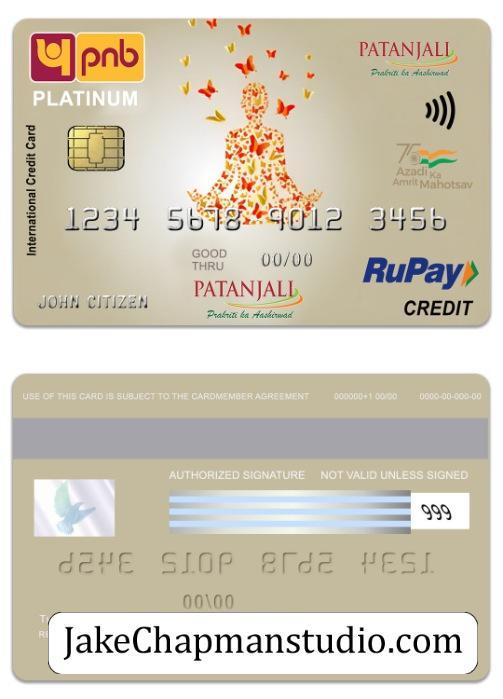 pnb
PATANJALI
Prakriti ka Aashirwad
PLATINUM
International Credit Card
75
Azadi Ka
Amrit Mahotsav
1234 5678 9012 3456
GOOD
THRU
00/00
RuPay
JOHN CITIZEN
PATANJALI
Prakriti ka Aashirwad
CREDIT
USE OF THIS CARD IS SUBJECT TO THE CARDMEMBER AGREEMENT 000000+1 00/00 0000-00-000-00
AUTHORIZED SIGNATURE NOT VALID UNLESS SIGNED
999
1234 5678 9012 3456
00/00
JakeChapmanstudio.com